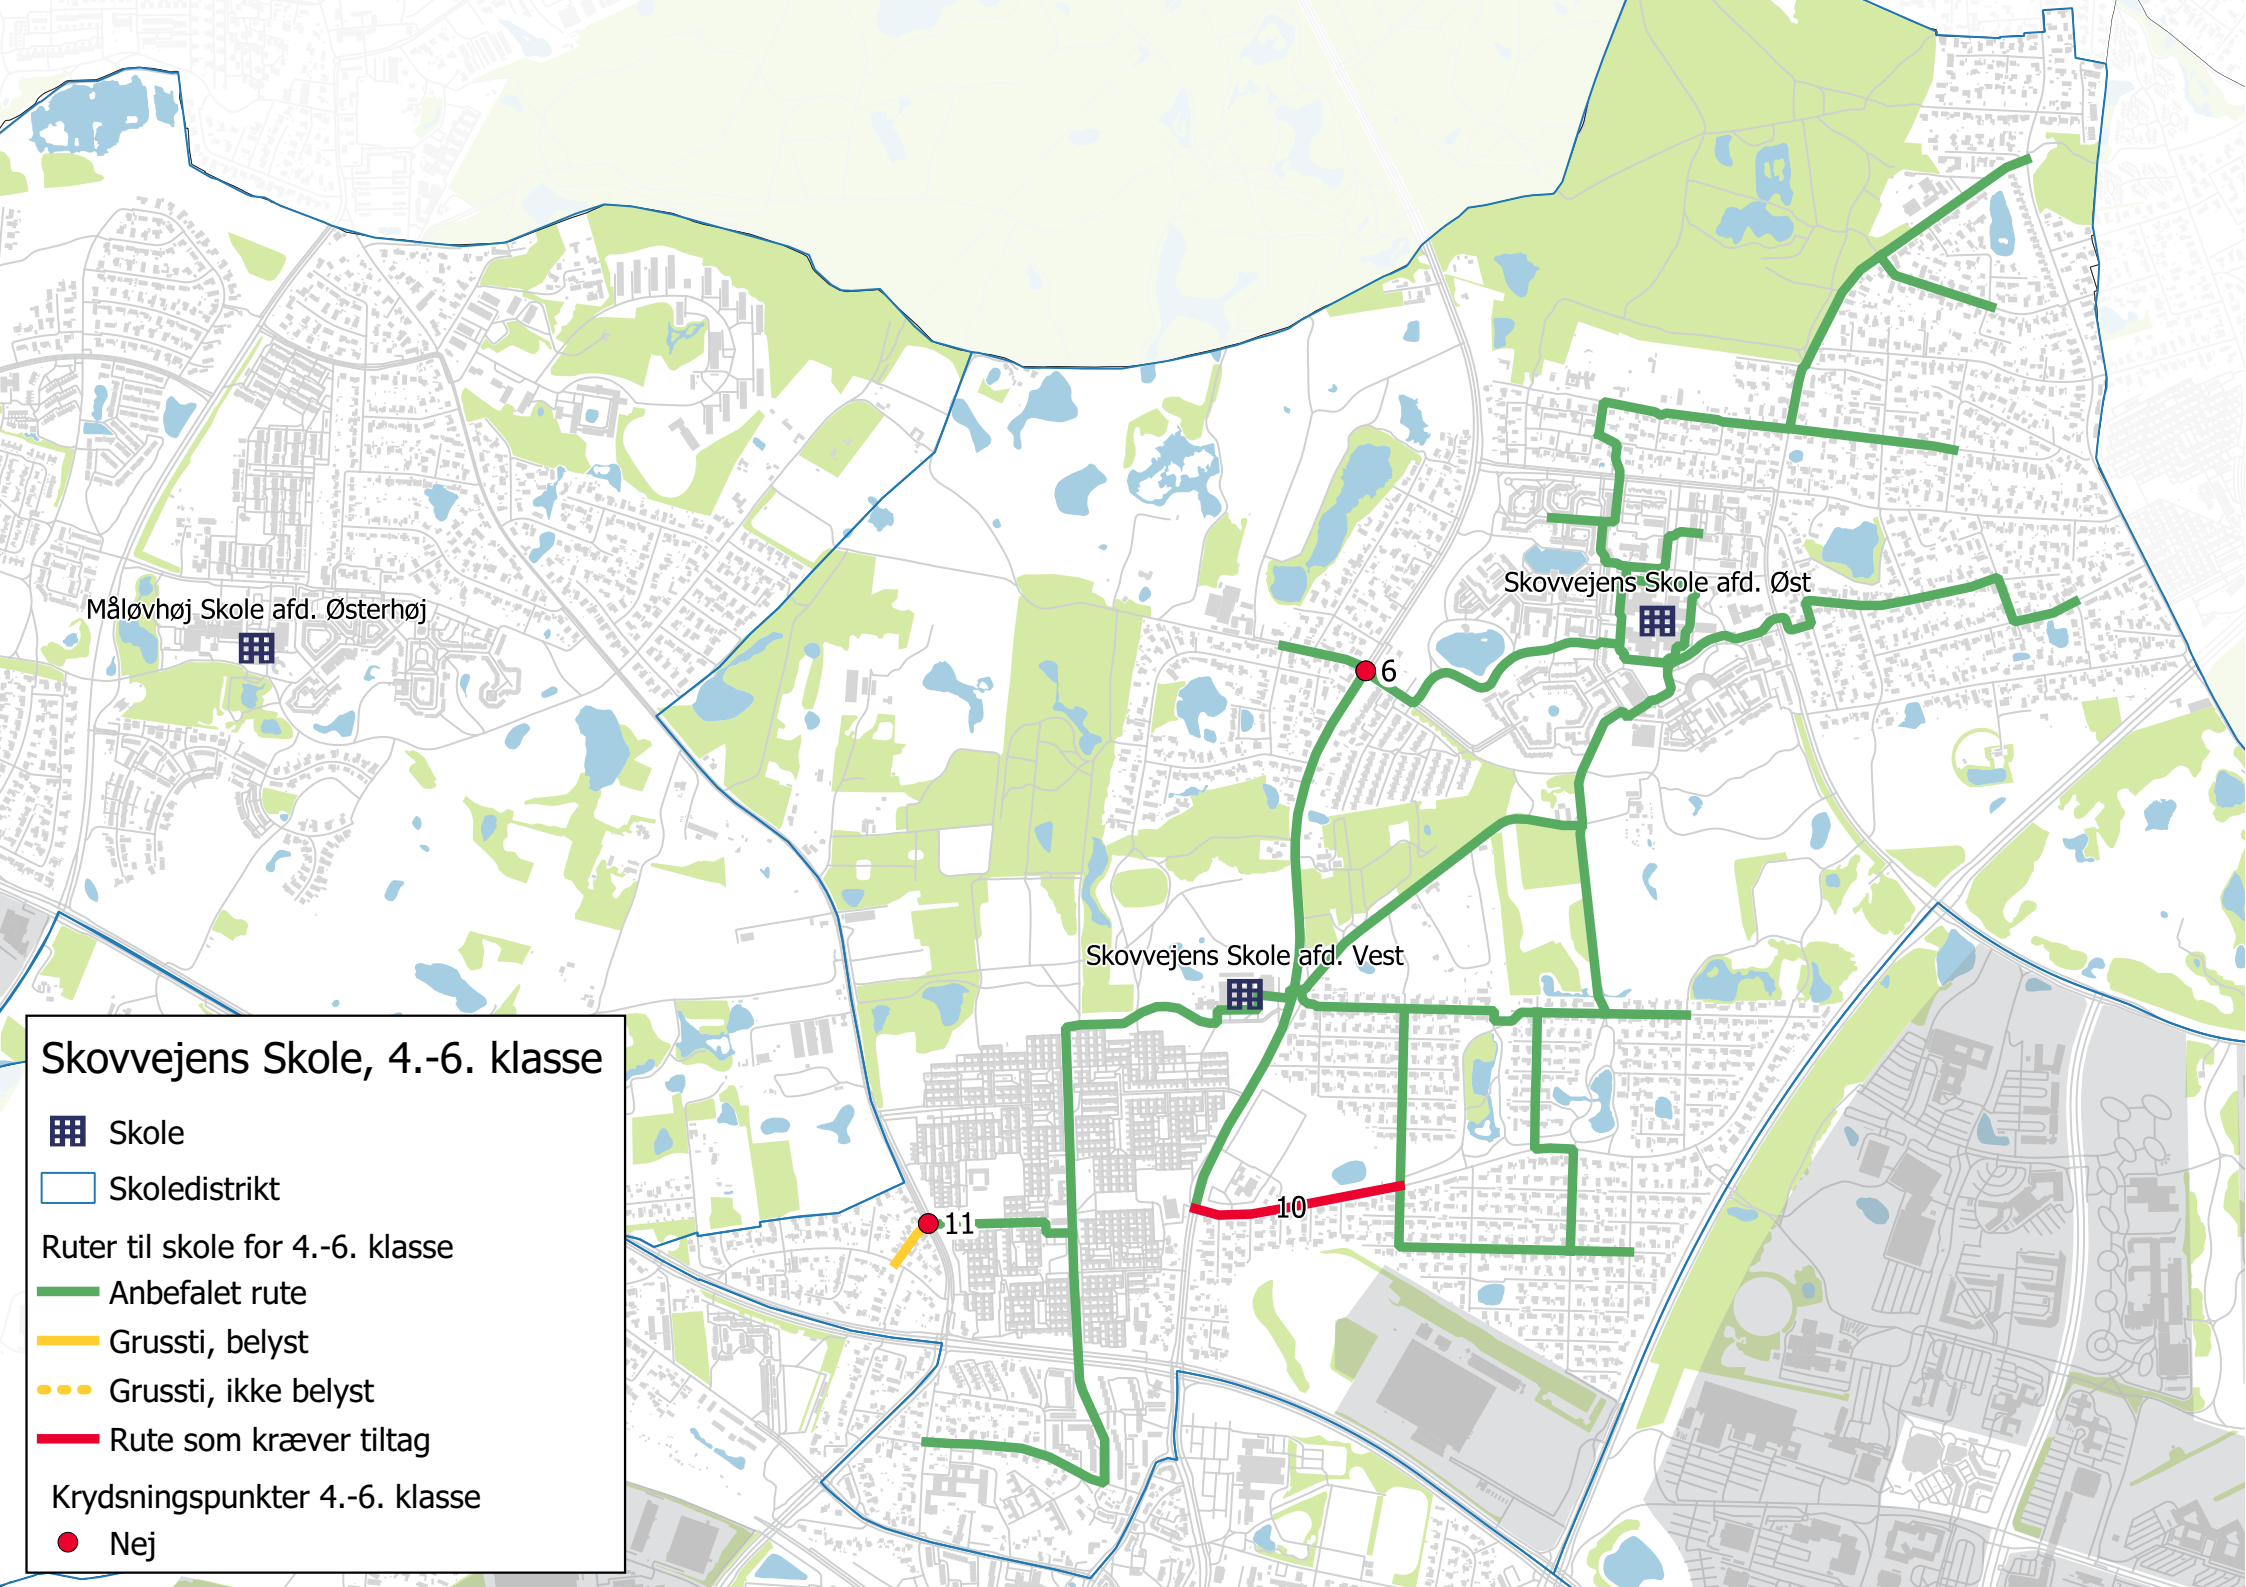 Skovvejens Skole afd. Øst
Måløvhøj Skole afd. Østerhøj
6
Skovvejens Skole afd. Vest
10
11
Skovvejens Skole, 4.-6. klasse
Skole
Skoledistrikt
Ruter til skole for 4.-6. klasse
Anbefalet rute
Grussti, belyst
Grussti, ikke belyst
Rute som kræver tiltag
Krydsningspunkter 4.-6. klasse
Nej